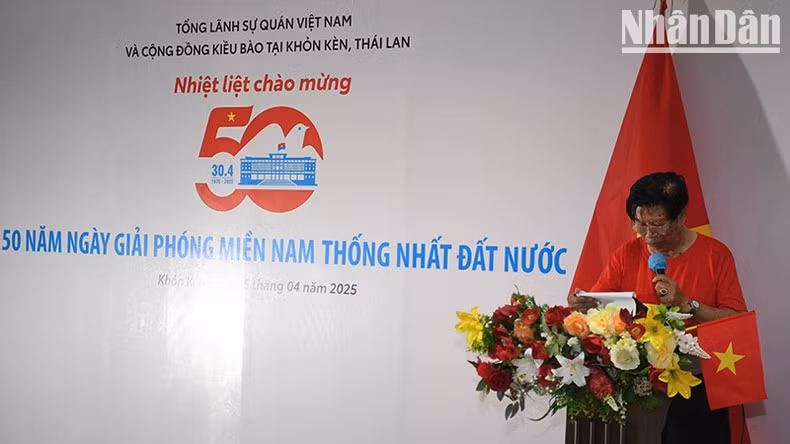 Nhân Dân
TỔNG LÃNH SỰ QUÁN VIỆT NAM
VÀ CỘNG ĐỒNG KIỀU BÀO TẠI KHỎN KÈN, THÁI LAN
Nhiệt liệt chào mừng
50
30.4
1975 - 2025
50 NĂM NGÀY GIẢI PHÓNG MIỀN NAM THỐNG NHẤT ĐẤT NƯỚC
Khỏn tháng 04 năm 2025